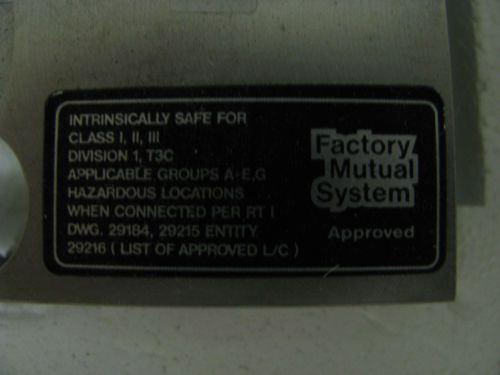 INTRINSICALLY SAFE FOR
CLASS I, II, III
DIVISION 1, T3C
APPLICABLE GROUPS A-E,G
HAZARDOUS LOCATIONS
WHEN CONNECTED PER RT I
DWG. 29184, 29215 ENTITY
29216 ( LIST OF APPROVED L/C )
Factory
Mutual
System
Approved